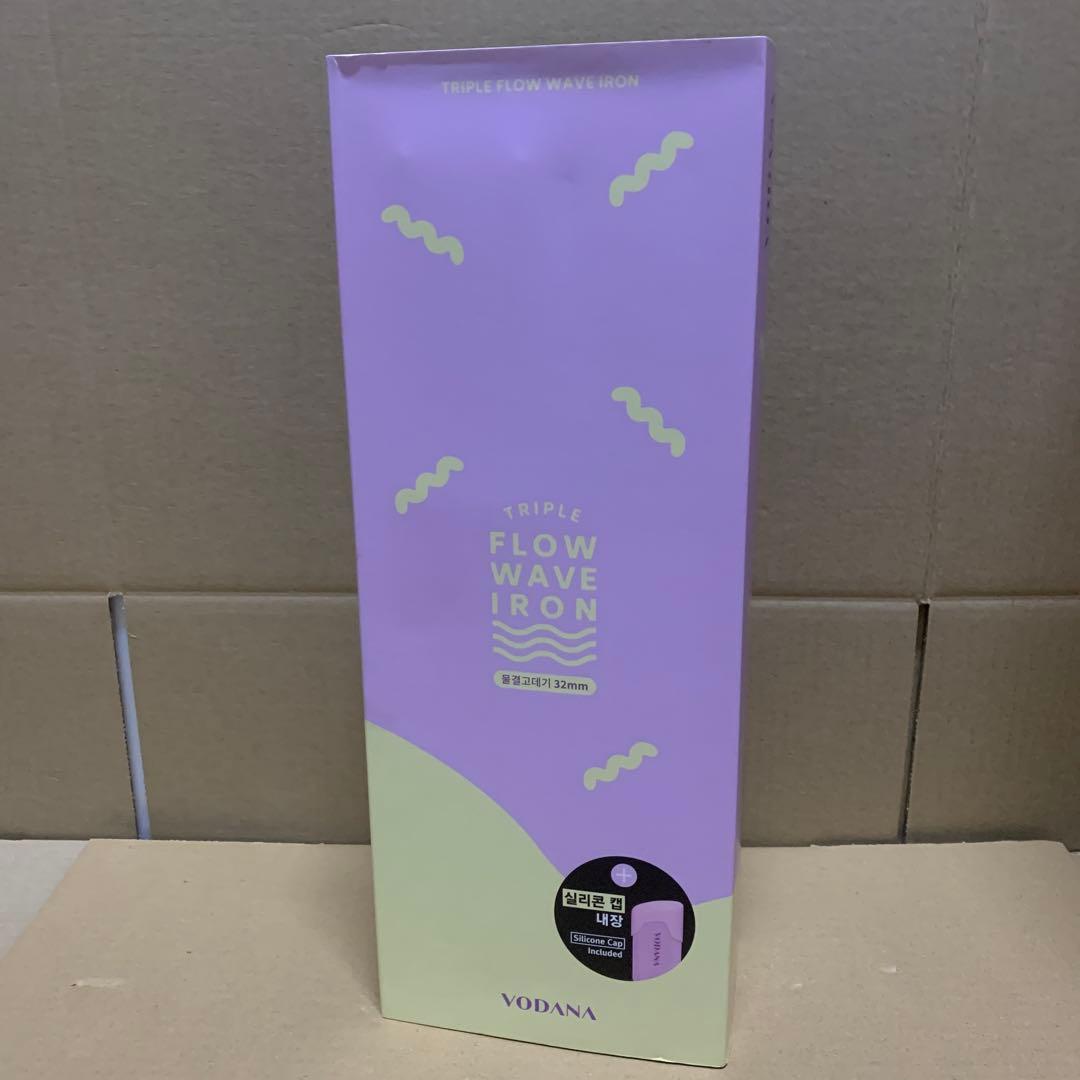 TRIPLE FLOW WAVE IRON
TRIPLE
FLOW
WAVE
IRON
물결고데기 32mm
실리콘 캡
내장
Silicone Cap
Included
VODANA
VODANA